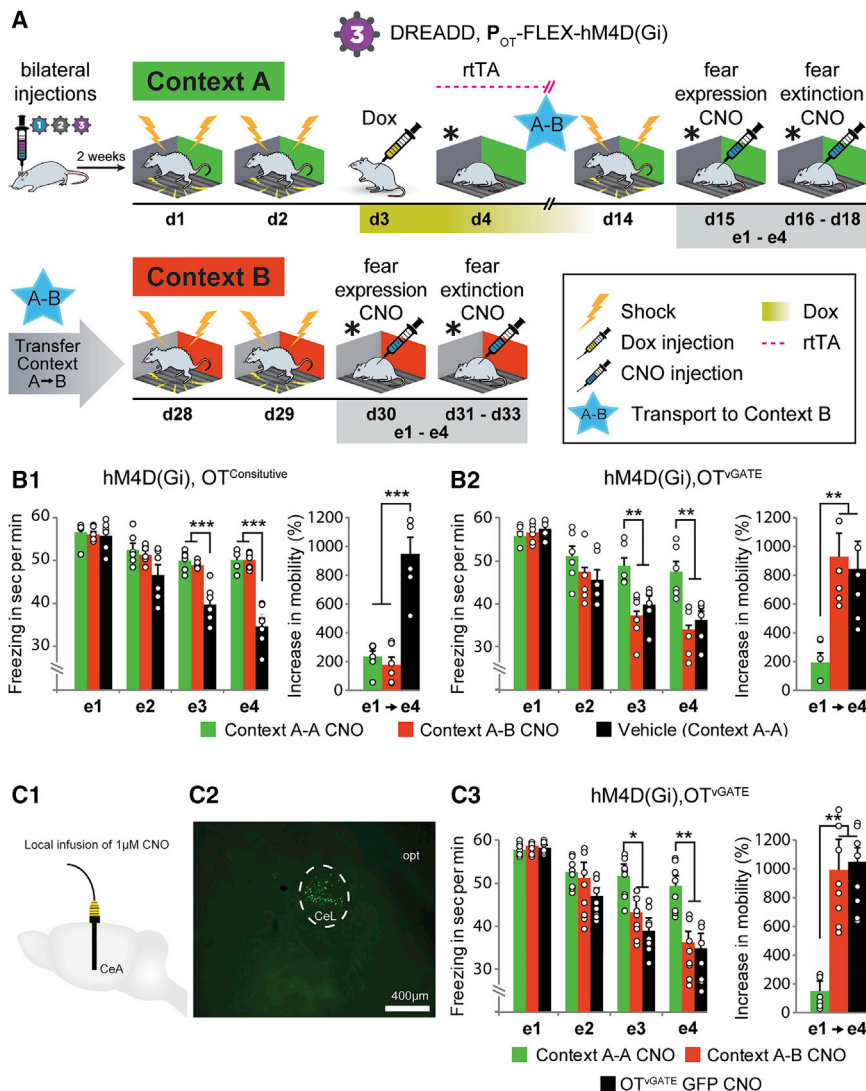 A
3 DREADD, P_OT-FLEX-hM4D(Gi)
bilateral
injections
1 2 3
2 weeks
Context A
Dox
rtTA
A-B
fear
expression
CNO
fear
extinction
CNO
*
*
*
d1 d2 d3 d4 d14 d15 d16 - d18
e1 - e4
A-B
Transfer
Context
A→B
Context B
fear
expression
CNO
fear
extinction
CNO
*
*
d28 d29 d30 d31 - d33
e1 - e4
Shock
Dox injection
CNO injection
Dox
rtTA
A-B Transport to Context B
B1
hM4D(Gi), OTConsitutive
Freezing in sec per min
60
50
40
30
*** ***
e1 e2 e3 e4
Increase in mobility (%)
1200
1000
800
600
400
200
0
***
e1 → e4
B2
hM4D(Gi),OTvGATE
Freezing in sec per min
60
50
40
30
** **
e1 e2 e3 e4
Increase in mobility (%)
1200
1000
800
600
400
200
0
**
e1 → e4
Context A-A CNO Context A-B CNO Vehicle (Context A-A)
C1
Local infusion of 1µM CNO
CeA
C2
opt
CeL
400µm
C3
hM4D(Gi),OTvGATE
Freezing in sec per min
60
50
40
30
* **
e1 e2 e3 e4
Increase in mobility (%)
1200
1000
800
600
400
200
0
**
e1 → e4
Context A-A CNO Context A-B CNO
OTvGATE GFP CNO